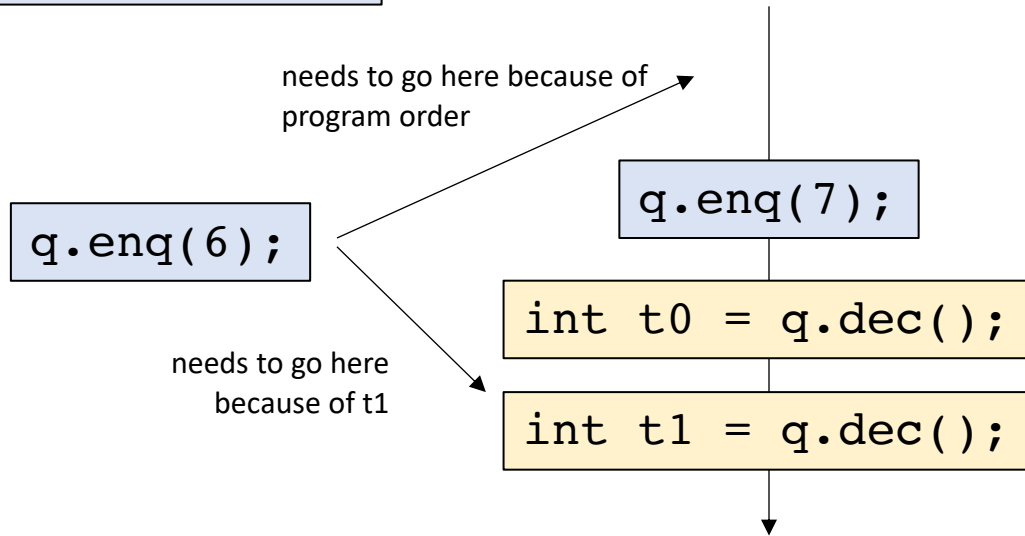 needs to go here because of
program order
q.enq(7);
q.enq(6);
int t0 = q.dec();
needs to go here
because of t1
int t1 = q.dec();